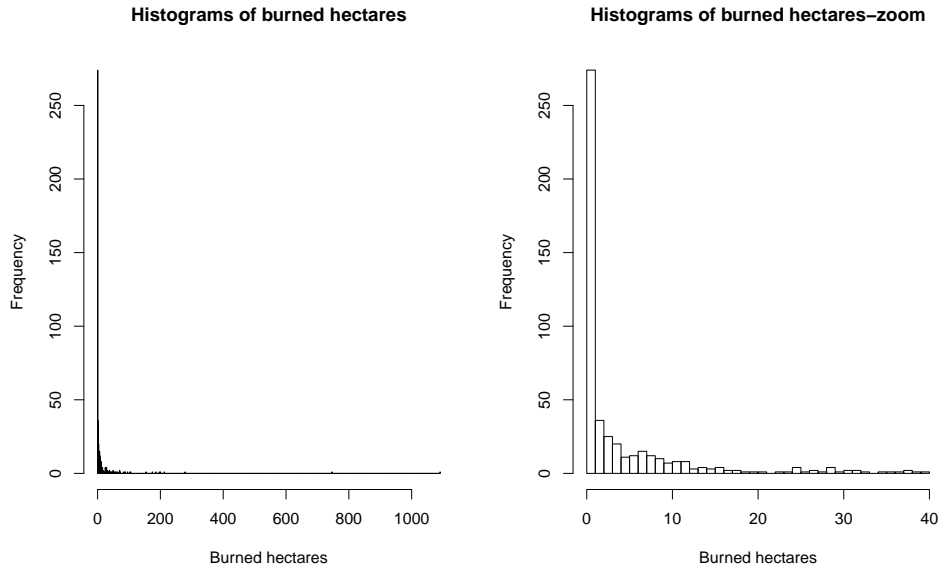 Histograms of burned hectares
Frequency
0
50
100
150
200
250
0 200 400 600 800 1000
Burned hectares
Histograms of burned hectares−zoom
Frequency
0
50
100
150
200
250
0 10 20 30 40
Burned hectares